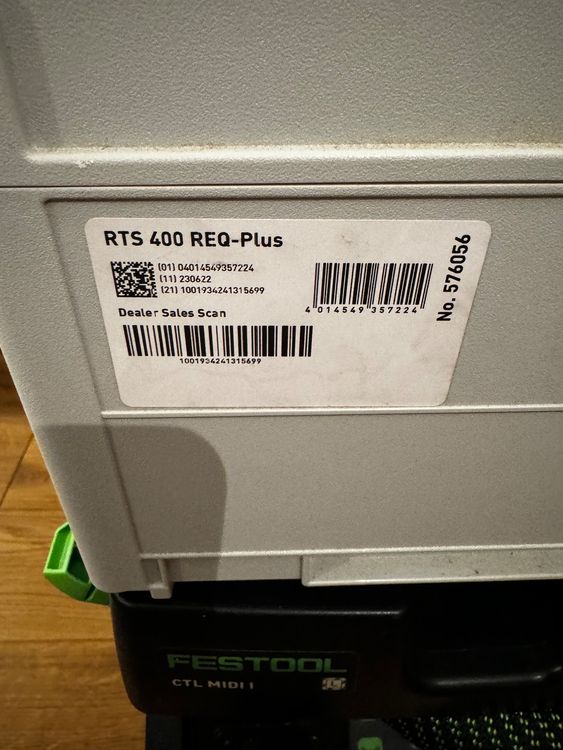 RTS 400 REQ-Plus
(01) 04014549357224
(11) 230622
(21) 1001934241315699
4 014549 357224
No. 576056
Dealer Sales Scan
1001934241315699
FESTOOL
CTL MIDI I